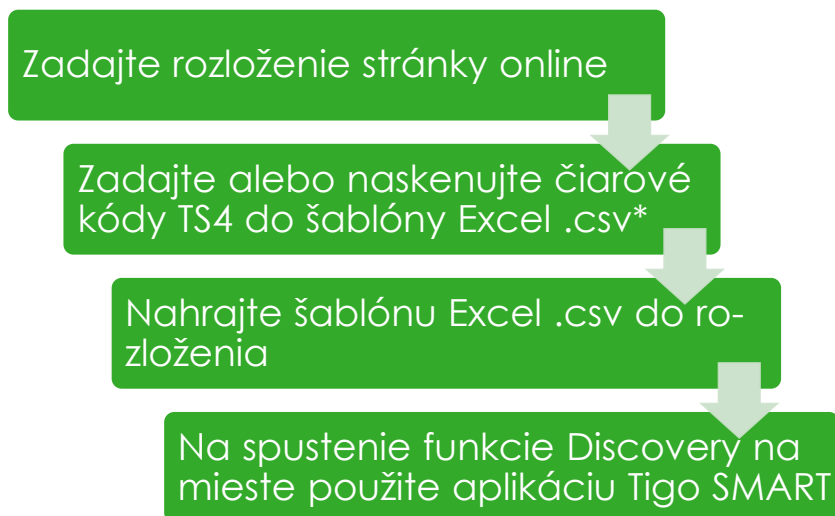 Zadajte rozloženie stránky online
Zadajte alebo naskenujte čiarové
kódy TS4 do šablóny Excel .csv*
Nahrajte šablónu Excel .csv do ro-
zloženia
Na spustenie funkcie Discovery na
mieste použite aplikáciu Tigo SMART